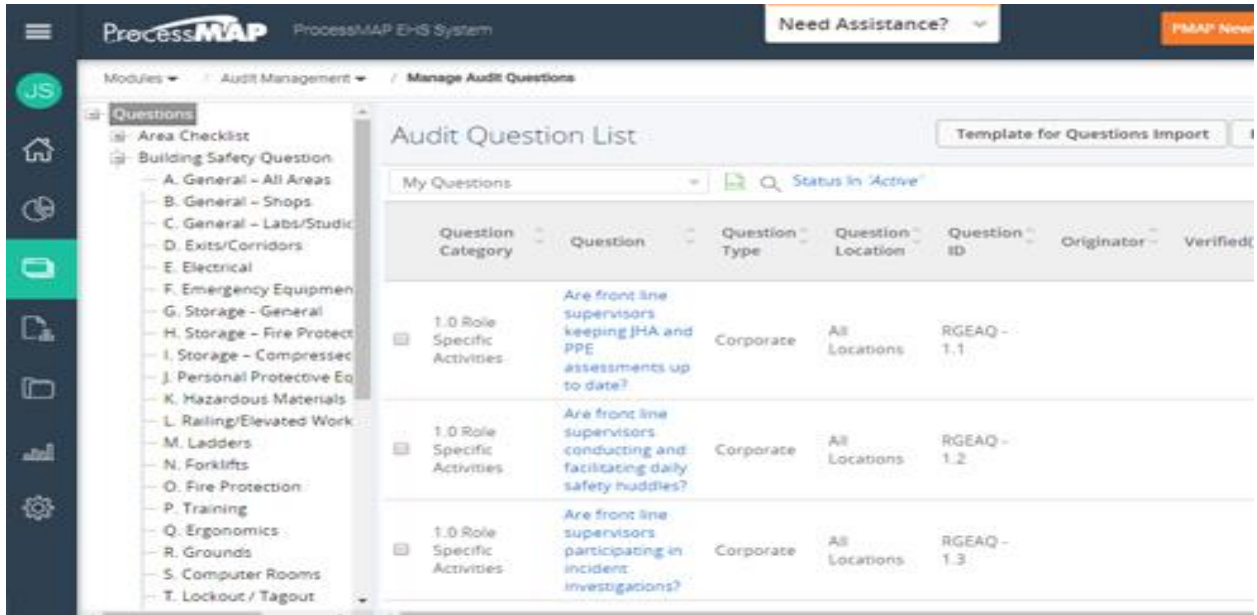 ProcessMAP ProcessMAP EHS System
Need Assistance?
PMAP New
JS
Modules / Audit Management / Manage Audit Questions
Questions
Area Checklist
Building Safety Question
A. General – All Areas
B. General – Shops
C. General – Labs/Studic
D. Exits/Corridors
E. Electrical
F. Emergency Equipmen
G. Storage - General
H. Storage – Fire Protect
I. Storage – Compressec
J. Personal Protective Eq
K. Hazardous Materials
L. Railing/Elevated Work
M. Ladders
N. Forklifts
O. Fire Protection
P. Training
Q. Ergonomics
R. Grounds
S. Computer Rooms
T. Lockout / Tagout
Audit Question List
Template for Questions Import
My Questions
Status In 'Active'
Question Category
Question
Question Type
Question Location
Question ID
Originator
Verified(
1.0 Role
Specific
Activities
Are front line
supervisors
keeping JHA and
PPE
assessments up
to date?
Corporate
All
Locations
RGEAQ -
1.1
1.0 Role
Specific
Activities
Are front line
supervisors
conducting and
facilitating daily
safety huddles?
Corporate
All
Locations
RGEAQ -
1.2
1.0 Role
Specific
Activities
Are front line
supervisors
participating in
incident
investigations?
Corporate
All
Locations
RGEAQ -
1.3